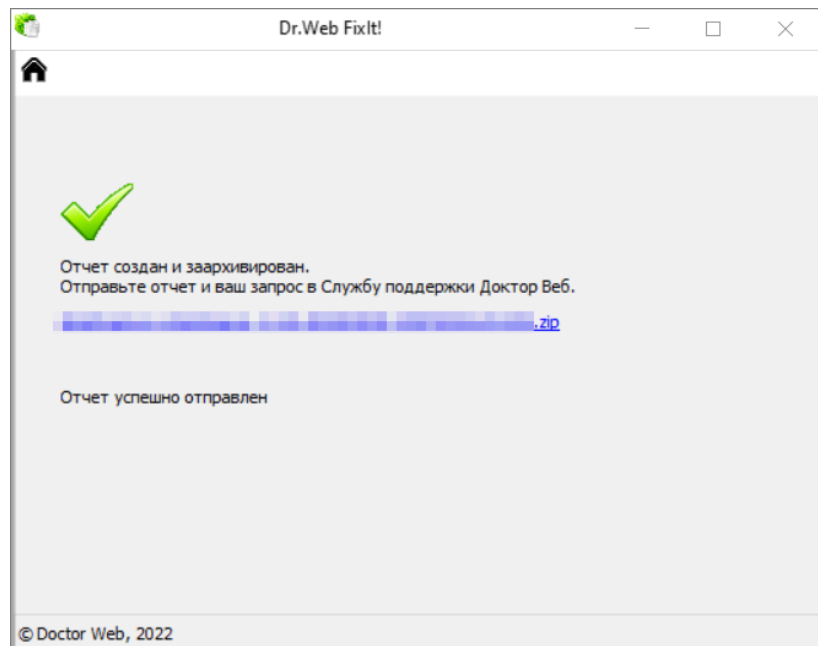 Dr.Web FixIt!
Отчет создан и заархивирован.
Отправьте отчет и ваш запрос в Службу поддержки Доктор Веб.
.zip
Отчет успешно отправлен
© Doctor Web, 2022